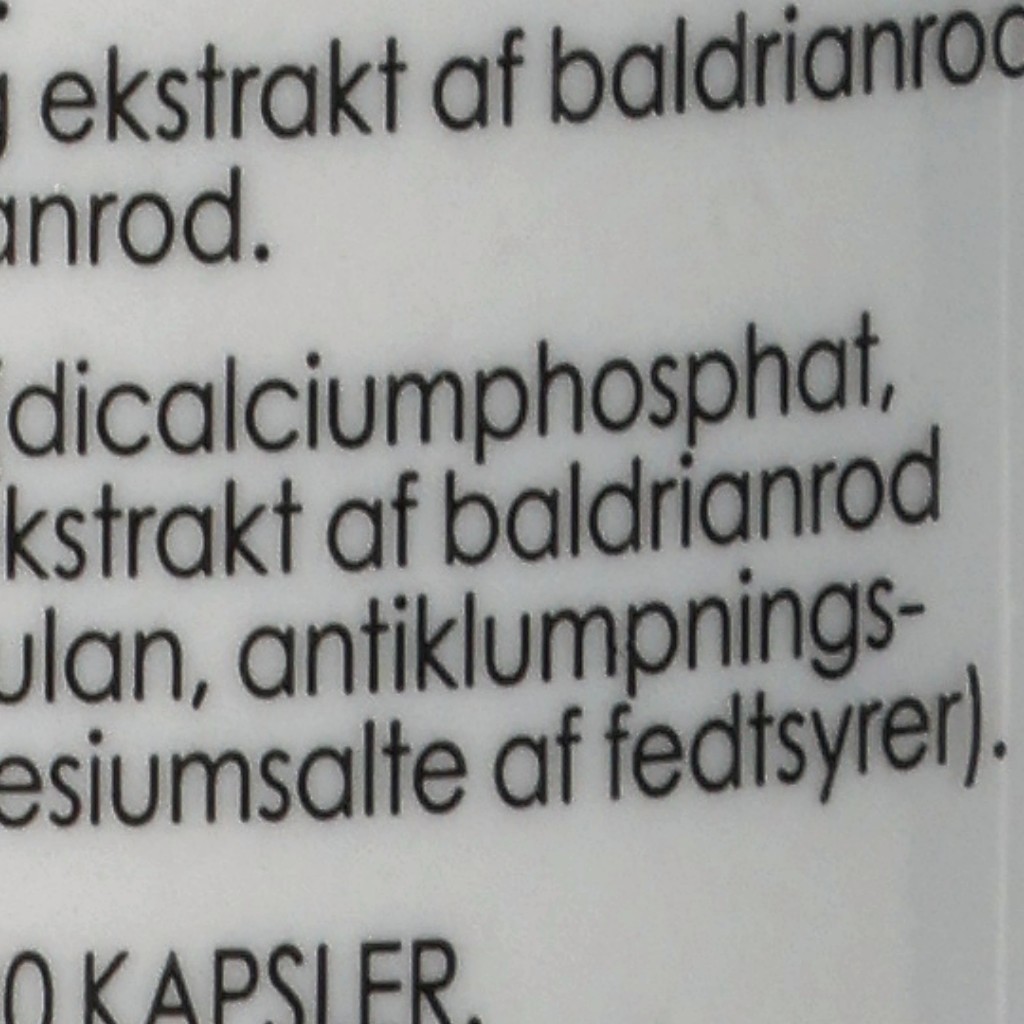 ekstrakt af baldrianrod
anrod.
dicalciumphosphat,
kstrakt af baldrianrod
ulan, antiklumpnings-
esiumsalte af fedtsyrer).
0 KAPSLER.